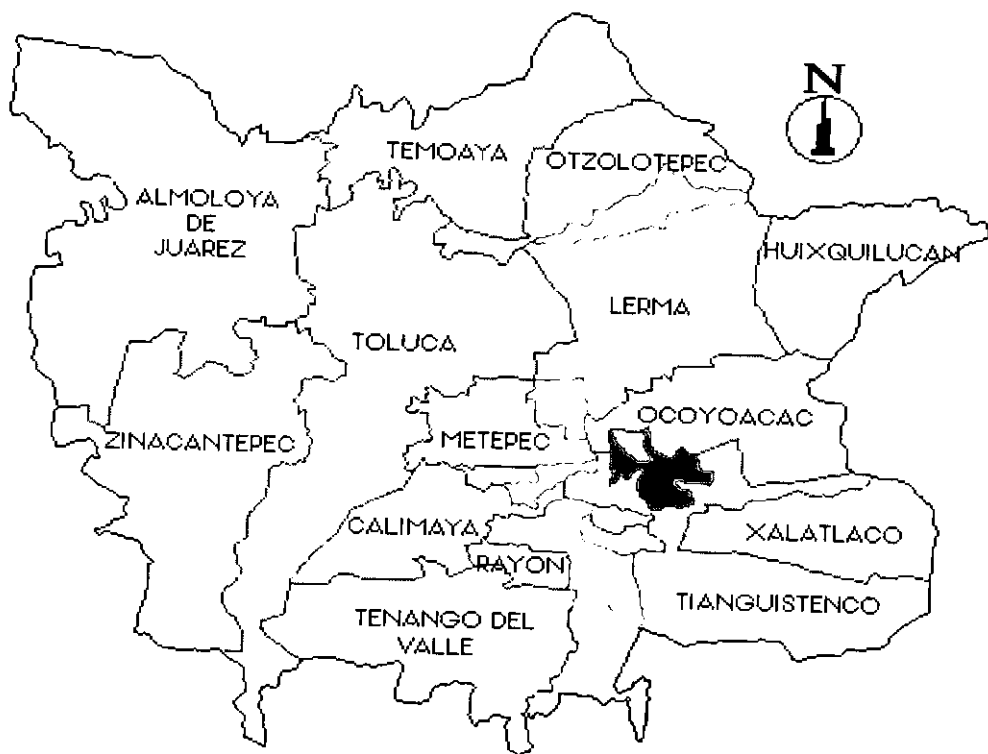 N
TEMOAYA
OTZOLOTEPEC
ALMOLOYA
DE
JUAREZ
HUIXQUILUCAN
LERMA
TOLUCA
OCOYOACAC
ZINACANTEPEC
METEPEC
CALIMAYA
XALATLACO
RAYON
TIANGUISTENCO
TENANGO DEL
VALLE